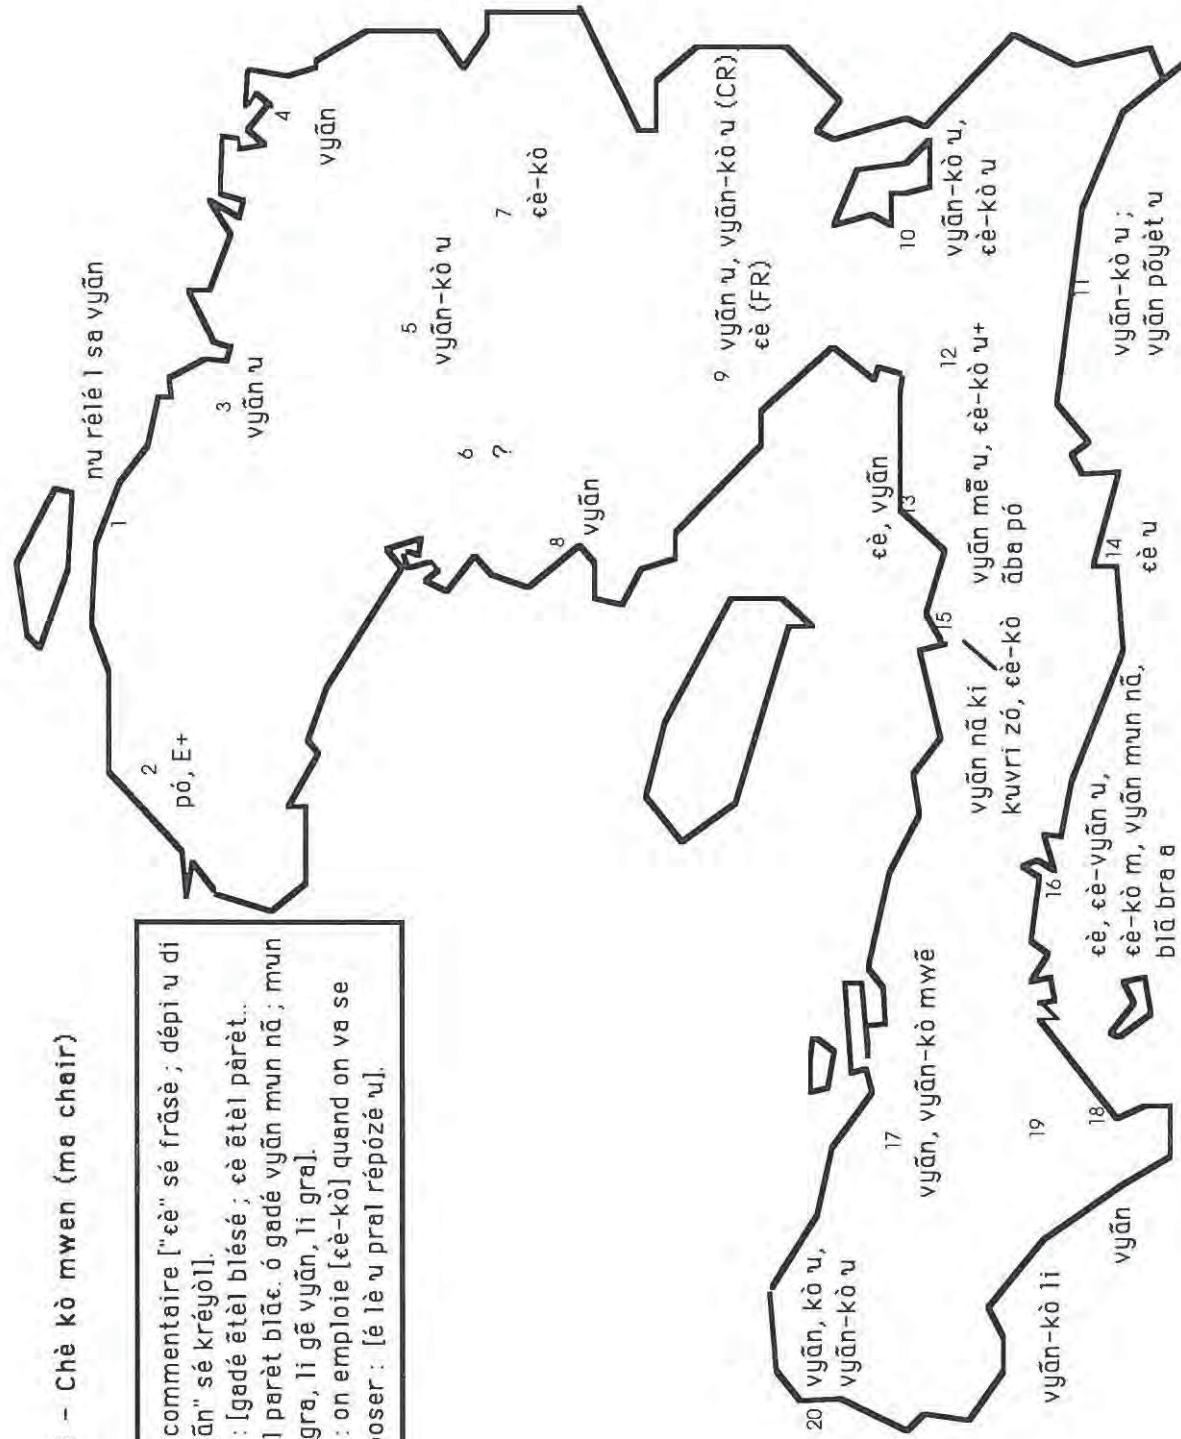 - Chè kò mwen (ma chair)
commentaire ["ɛè" sé frãsè ; dépi u di
ãn" sé kréyòl].
: [gadé ẽtèl blésé ; ɛè ẽtèl pàrèt..
l parèt blãɛ. ó gadé vyãn mun nã ; mun
gra, li gẽ vyãn, li gra].
: on emploie [ɛè-kò] quand on va se
oser : [é lè u pral répózé u].
nu rélé l sa vyãn
1
2
pó, E+
3
vyãn u
4
vyãn
5
vyãn-kò u
6
?
7
ɛè-kò
8
vyãn
9 vyãn u, vyãn-kò u (CR)
ɛè (FR)
10
vyãn-kò u,
ɛè-kò u
11
vyãn-kò u ;
vyãn põyèt u
12
vyãn mẽ u, ɛè-kò u+
ãba pó
ɛè, vyãn
13
14
ɛè u
15
vyãn nã ki
kuvri zó, ɛè-kò
16
ɛè, ɛè-vyãn u,
ɛè-kò m, vyãn mun nã,
blã bra a
17
vyãn, vyãn-kò mwẽ
18
vyãn
19
vyãn-kò li
20 vyãn, kò u,
vyãn-kò u